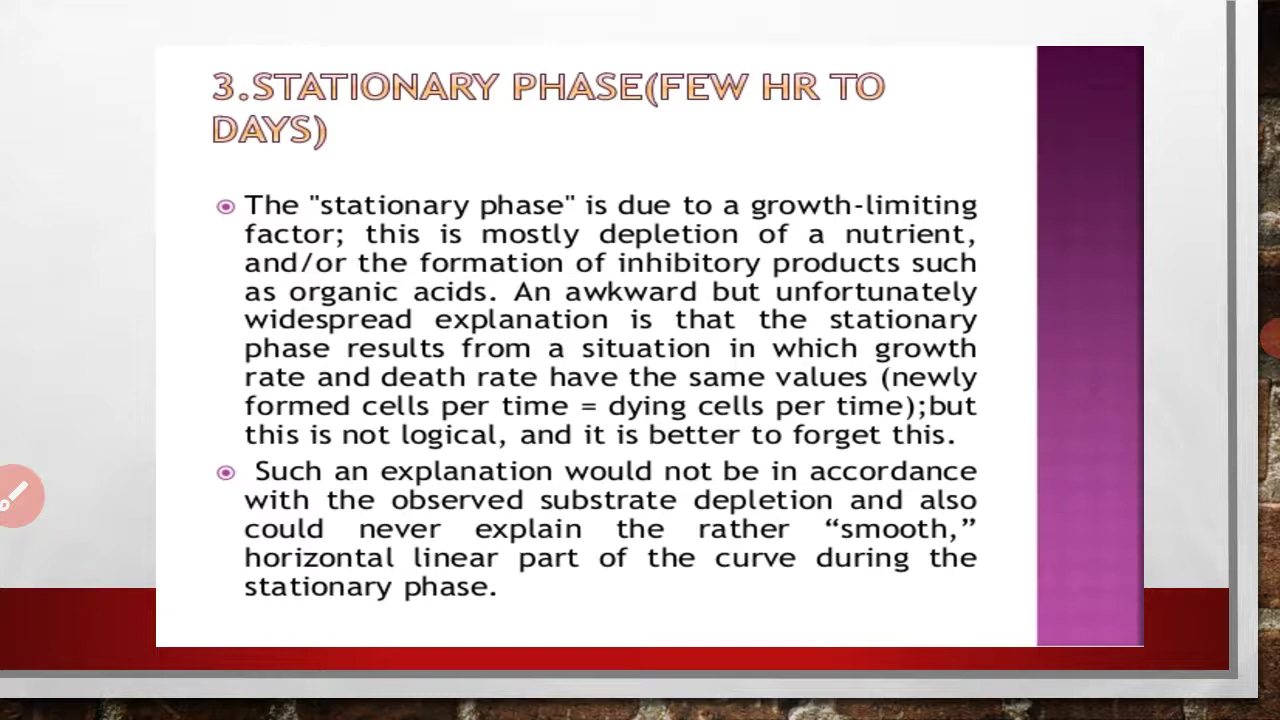 3.STATIONARY PHASE(FEW HR TO
DAYS)
The "stationary phase" is due to a growth-limiting
factor; this is mostly depletion of a nutrient,
and/or the formation of inhibitory products such
as organic acids. An awkward but unfortunately
widespread explanation is that the stationary
phase results from a situation in which growth
rate and death rate have the same values (newly
formed cells per time = dying cells per time);but
this is not logical, and it is better to forget this.
Such an explanation would not be in accordance
with the observed substrate depletion and also
could never explain the rather “smooth,”
horizontal linear part of the curve during the
stationary phase.